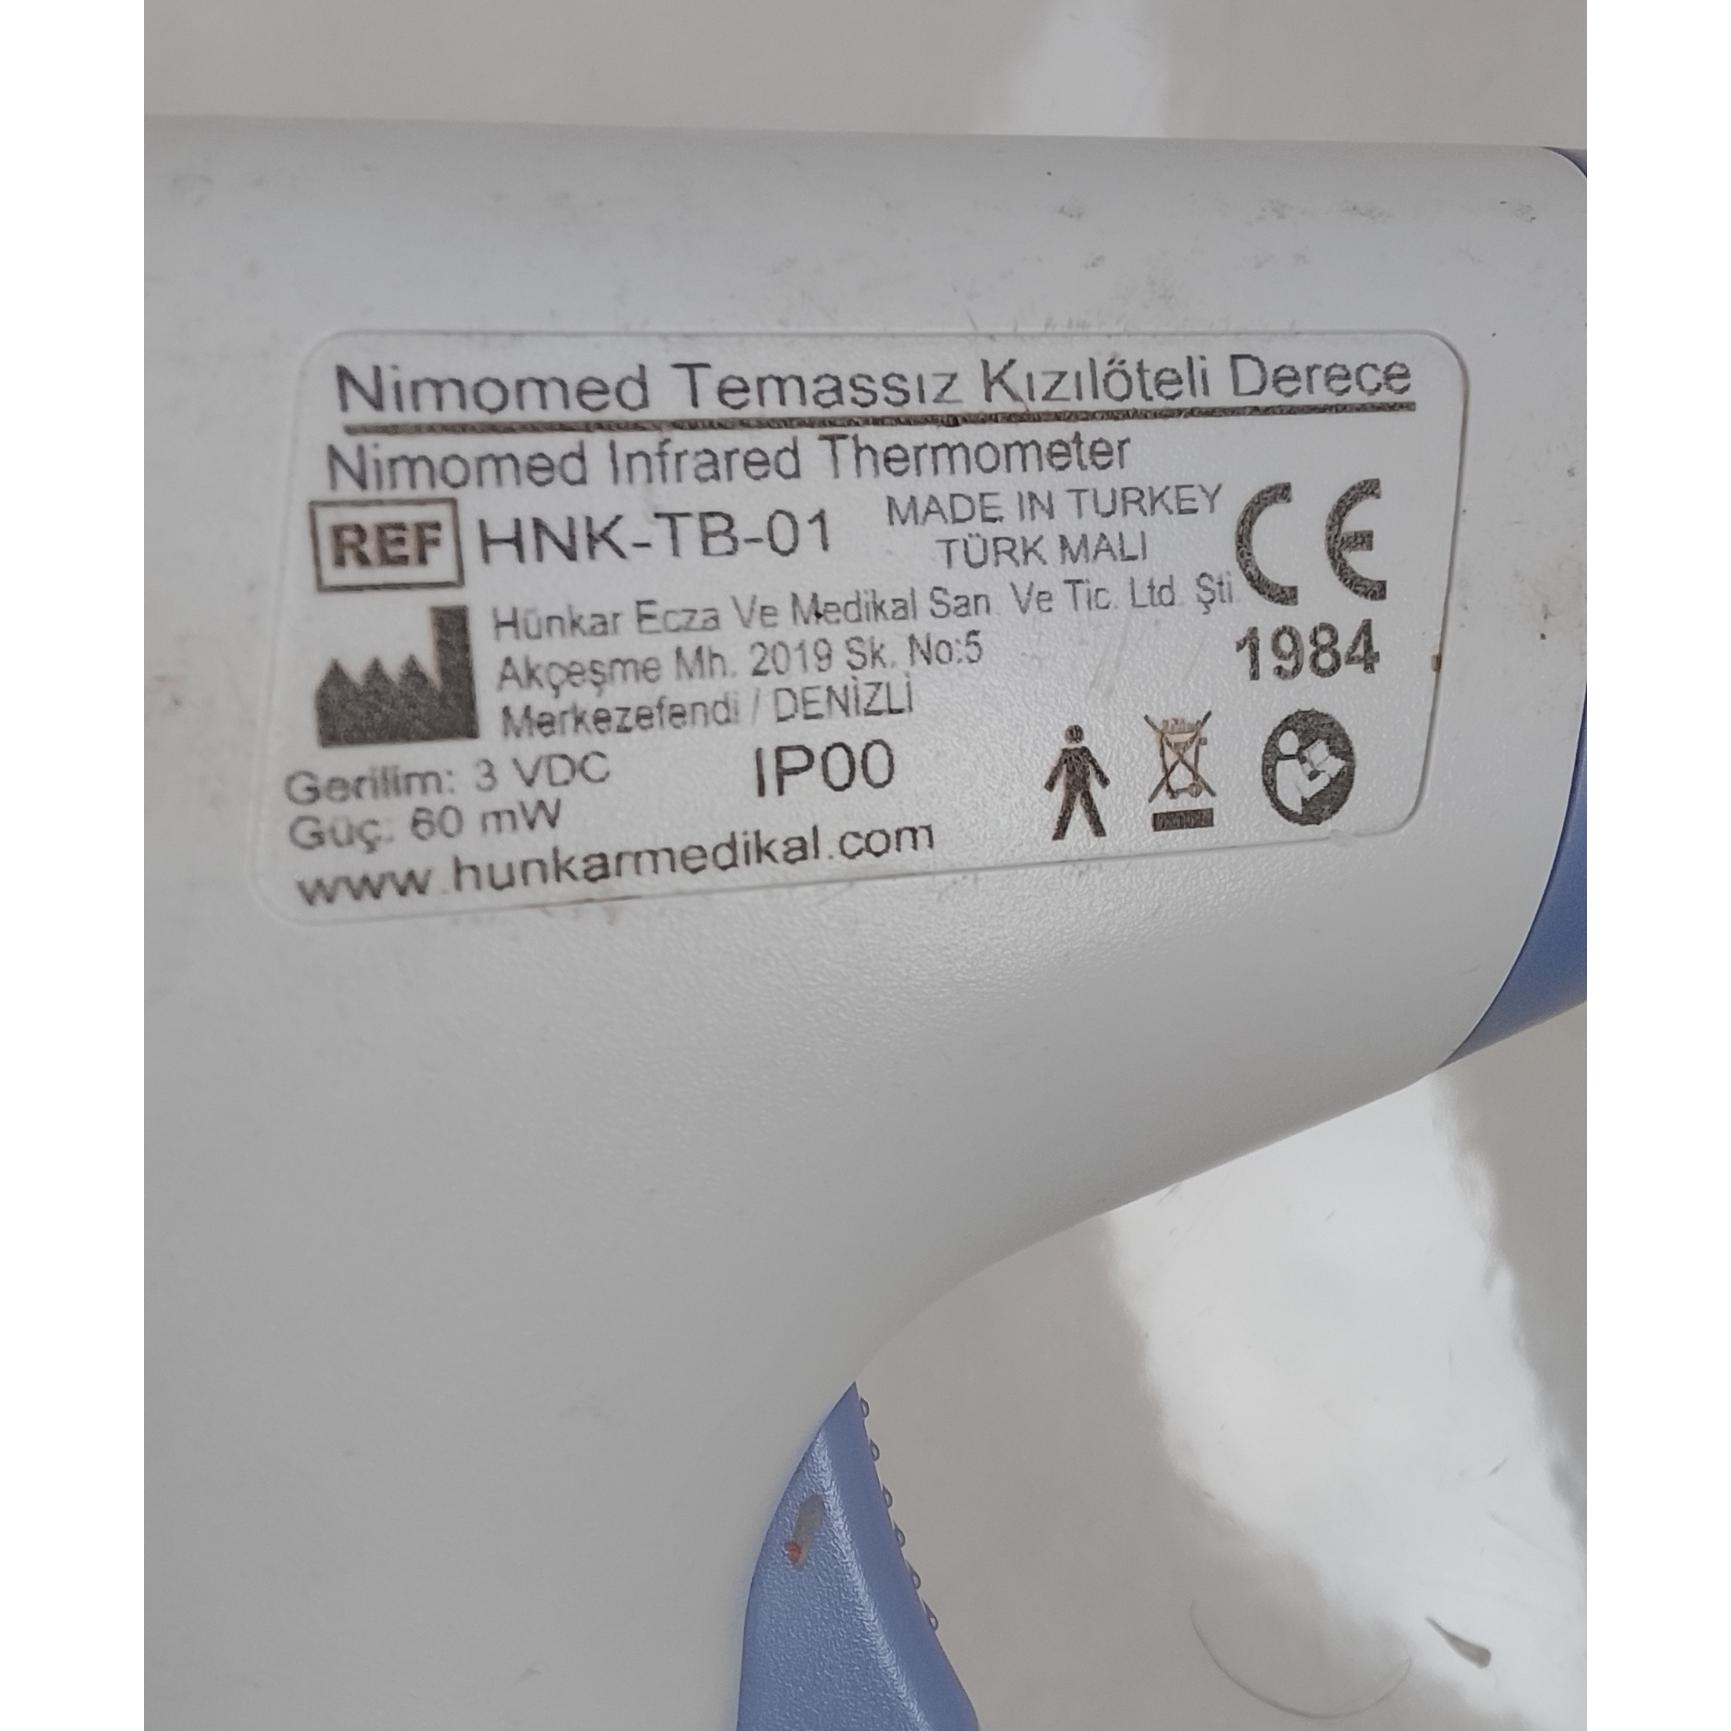 Nimomed Temassız Kızılöteli Derece
Nimomed Infrared Thermometer
REF HNK-TB-01
MADE IN TURKEY
TÜRK MALI
CE
1984
Hünkar Ecza Ve Medikal San. Ve Tic. Ltd. Şti
Akçeşme Mh. 2019 Sk. No:5
Merkezefendi / DENİZLİ
Gerilim: 3 VDC
Güç: 60 mW
IP00
www.hunkarmedikal.com